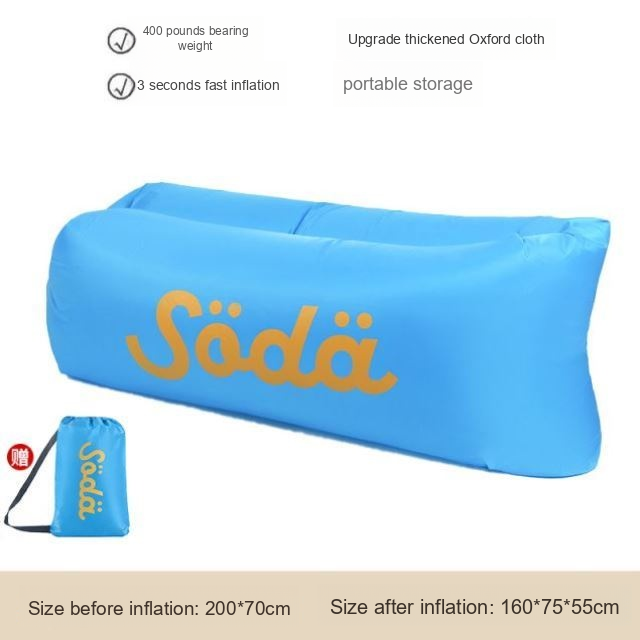 400 pounds bearing
weight
Upgrade thickened Oxford cloth
3 seconds fast inflation
portable storage
Södä
赠
Södä
Size before inflation: 200*70cm
Size after inflation: 160*75*55cm